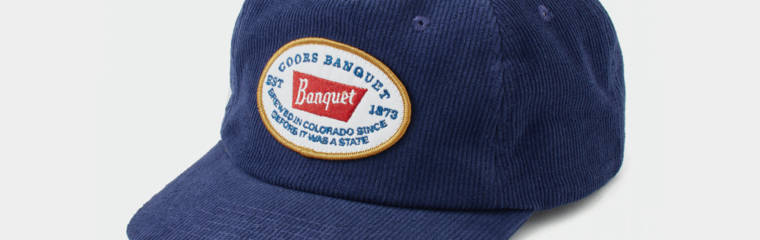 COORS BANQUET
EST 1873
Banquet
BREWED IN COLORADO SINCE
BEFORE IT WAS A STATE